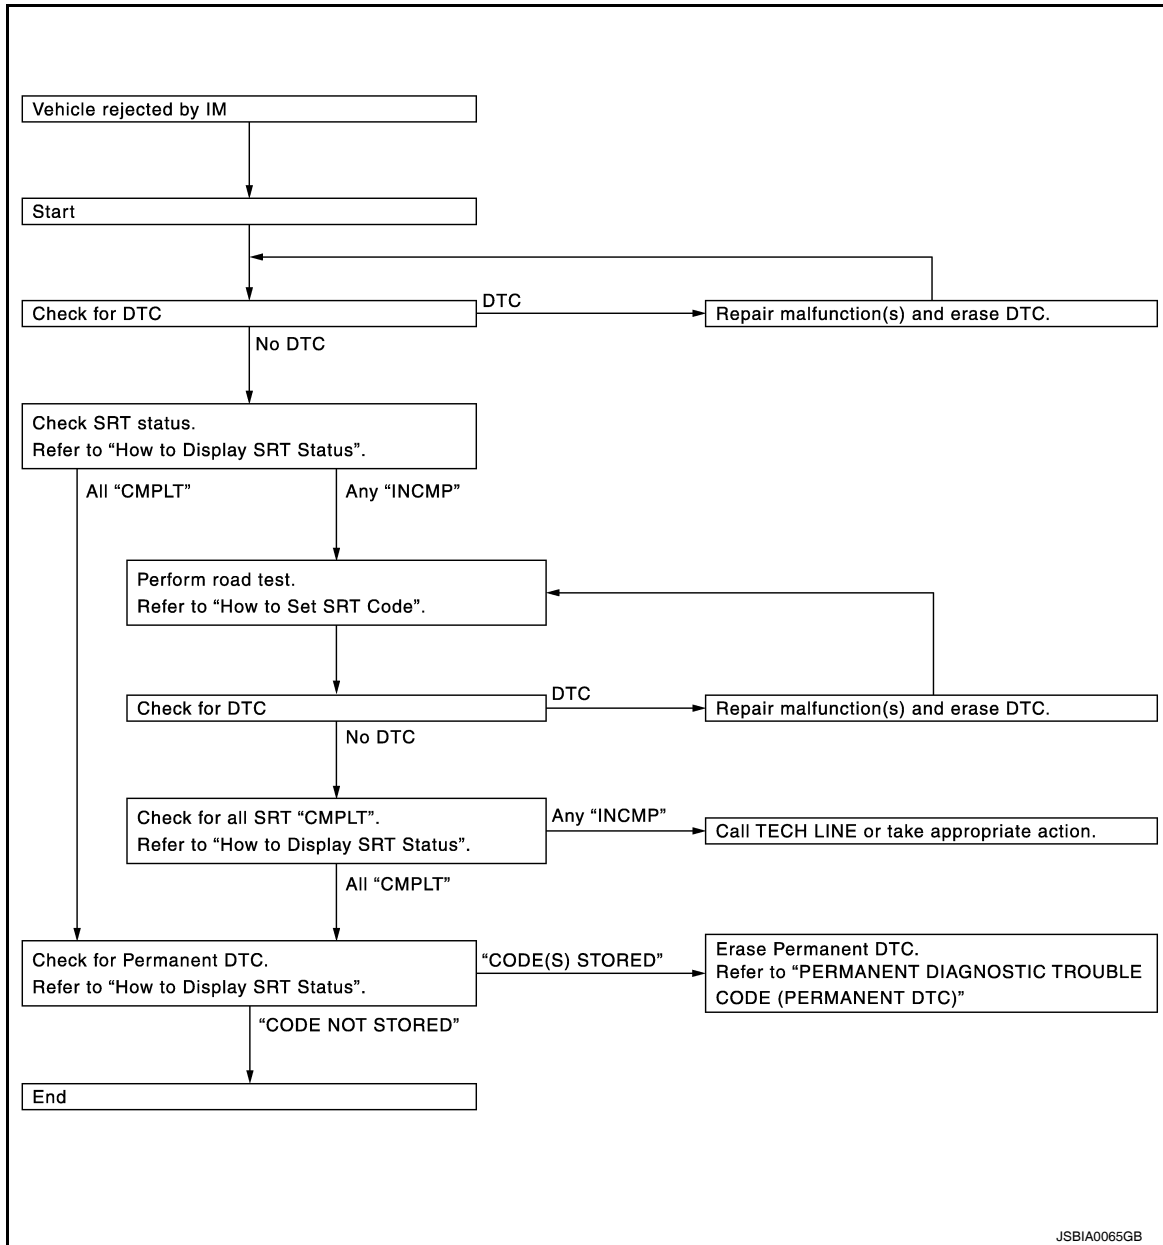 Vehicle rejected by IM
Start
Check for DTC
DTC
Repair malfunction(s) and erase DTC.
No DTC
Check SRT status.
Refer to “How to Display SRT Status”.
All “CMPLT”
Any “INCMP”
Perform road test.
Refer to “How to Set SRT Code”.
Check for DTC
DTC
Repair malfunction(s) and erase DTC.
No DTC
Check for all SRT “CMPLT”.
Refer to “How to Display SRT Status”.
Any “INCMP”
Call TECH LINE or take appropriate action.
All “CMPLT”
Check for Permanent DTC.
Refer to “How to Display SRT Status”.
“CODE(S) STORED”
Erase Permanent DTC.
Refer to “PERMANENT DIAGNOSTIC TROUBLE
CODE (PERMANENT DTC)”
“CODE NOT STORED”
End
JSBIA0065GB